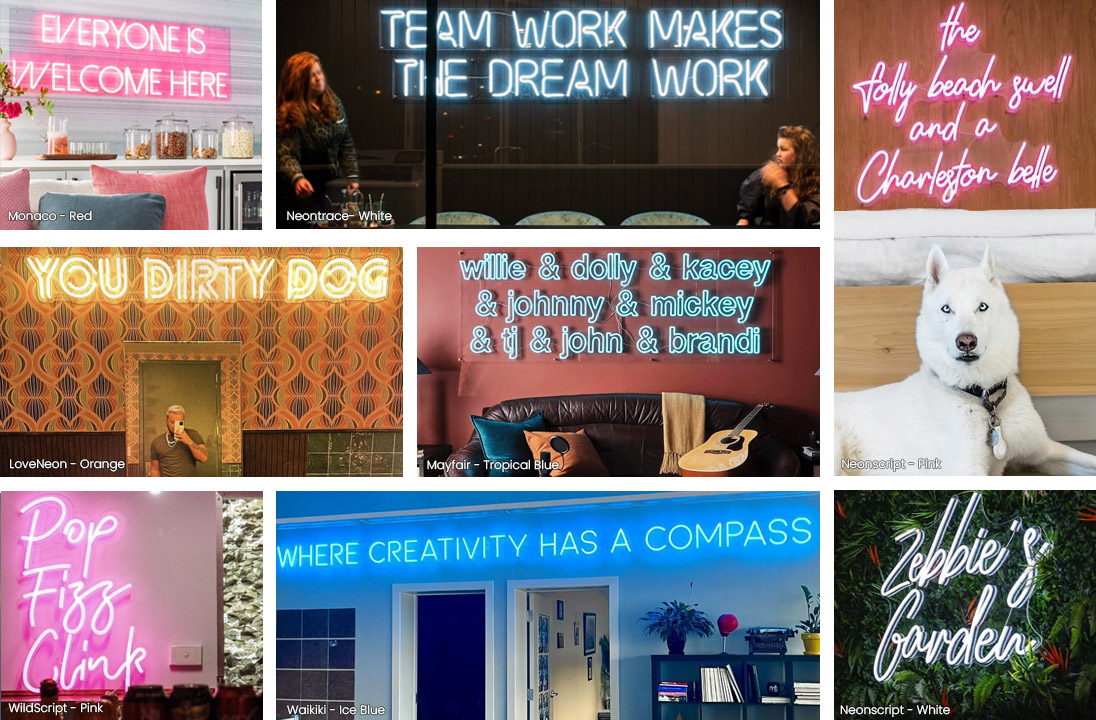 EVERYONE IS
WELCOME HERE
Monaco - Red
TEAM WORK MAKES
THE DREAM WORK
Neontrace- White
the
folly beach swell
and a
Charleston belle
Neonscript - Pink
YOU DIRTY DOG
LoveNeon - Orange
willie & dolly & kacey
& johnny & mickey
& tj & john & brandi
Mayfair - Tropical Blue
Pop
Fizz
Clink
WildScript - Pink
WHERE CREATIVITY HAS A COMPASS
Waikiki - Ice Blue
Zebbie's
Garden
Neonscript - White